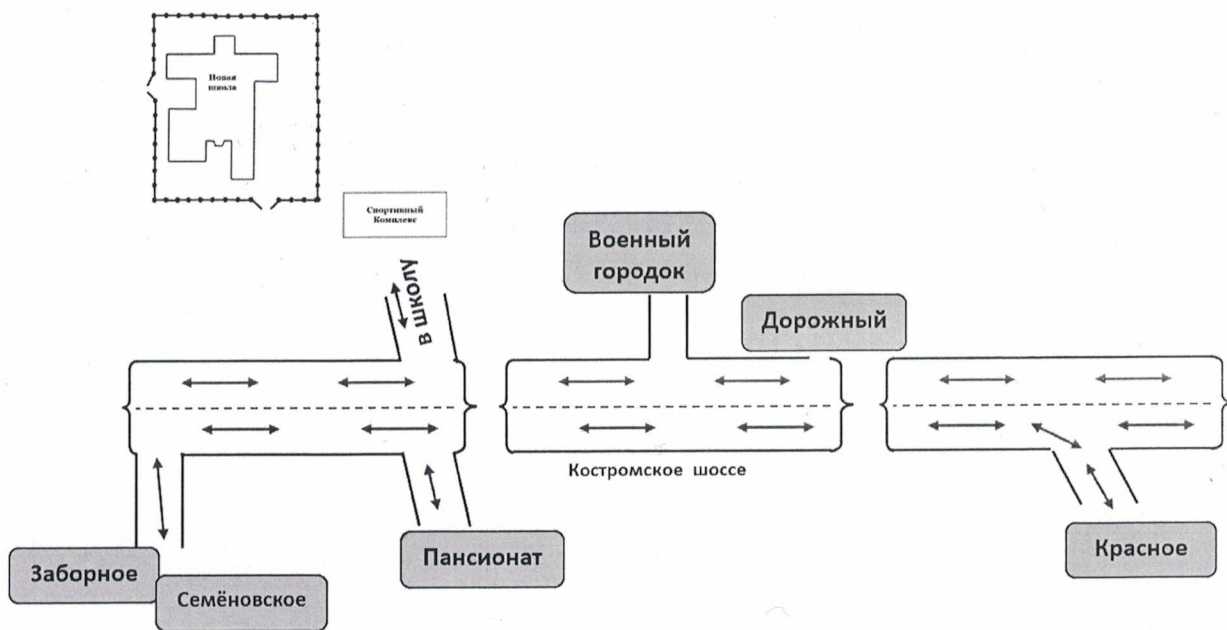 Новая
школа
Спортивный
Комплекс
В школу
Военный
городок
Дорожный
Костромское шоссе
Заборное
Семёновское
Пансионат
Красное